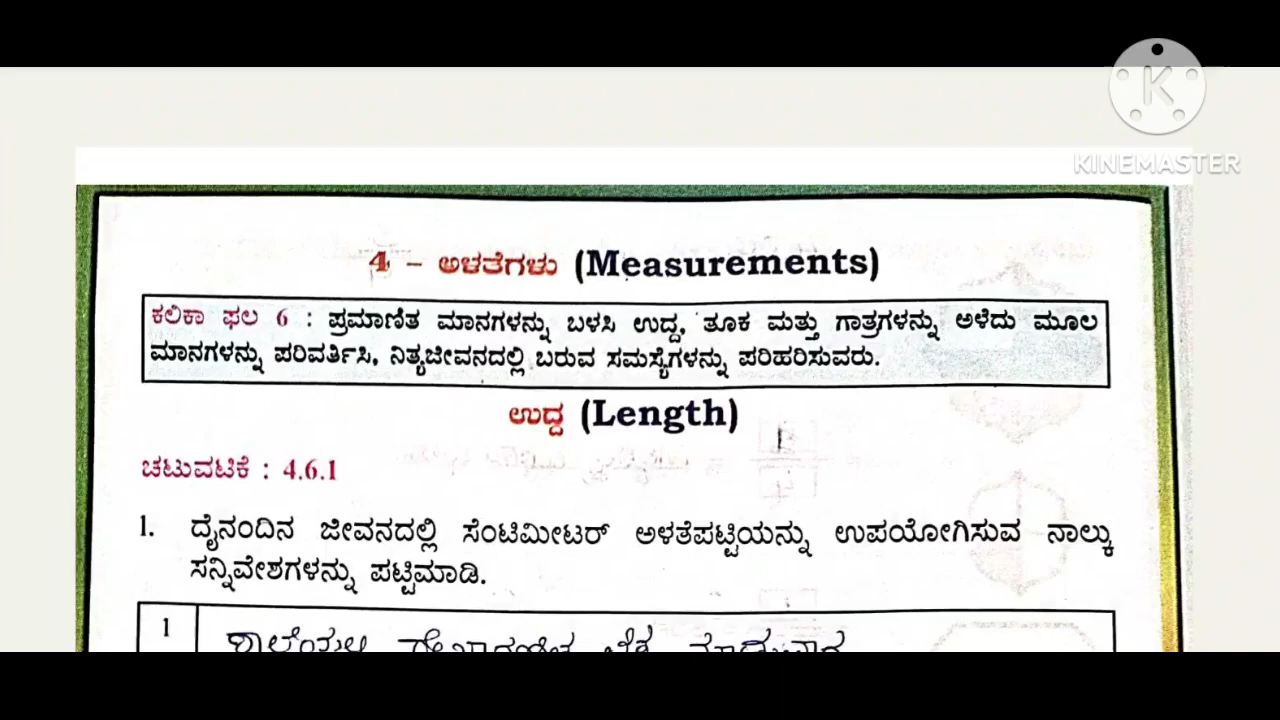 KINEMASTER
4 – ಅಳತೆಗಳು (Measurements)
ಕಲಿಕಾ ಫಲ 6 : ಪ್ರಮಾಣಿತ ಮಾನಗಳನ್ನು ಬಳಸಿ ಉದ್ದ, ತೂಕ ಮತ್ತು ಗಾತ್ರಗಳನ್ನು ಅಳೆದು ಮೂಲ
ಮಾನಗಳನ್ನು ಪರಿವರ್ತಿಸಿ, ನಿತ್ಯಜೀವನದಲ್ಲಿ ಬರುವ ಸಮಸ್ಯೆಗಳನ್ನು ಪರಿಹರಿಸುವರು.
ಉದ್ದ (Length)
ಚಟುವಟಿಕೆ : 4.6.1
1. ದೈನಂದಿನ ಜೀವನದಲ್ಲಿ ಸೆಂಟಿಮೀಟರ್ ಅಳತೆಪಟ್ಟಿಯನ್ನು ಉಪಯೋಗಿಸುವ ನಾಲ್ಕು
ಸನ್ನಿವೇಶಗಳನ್ನು ಪಟ್ಟಿಮಾಡಿ.
1